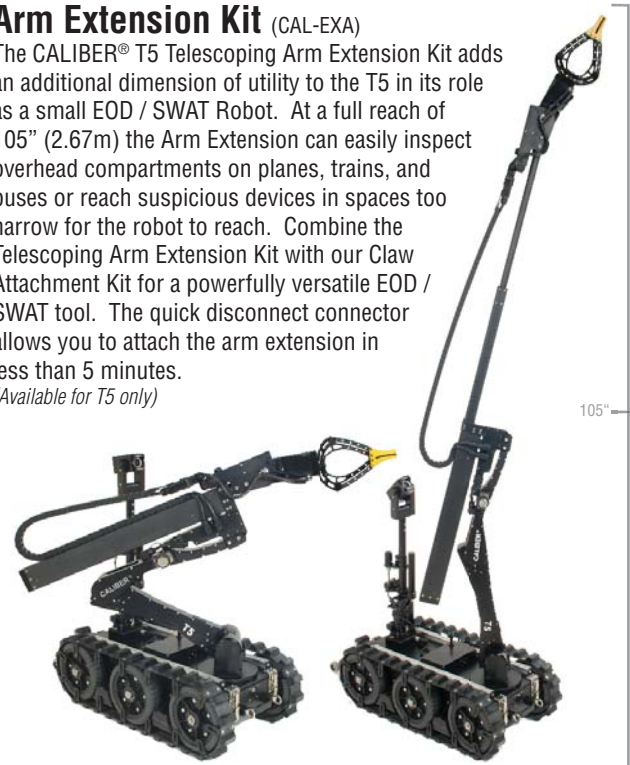 Arm Extension Kit (CAL-EXA)
The CALIBER® T5 Telescoping Arm Extension Kit adds
an additional dimension of utility to the T5 in its role
as a small EOD / SWAT Robot. At a full reach of
105” (2.67m) the Arm Extension can easily inspect
overhead compartments on planes, trains, and
buses or reach suspicious devices in spaces too
narrow for the robot to reach. Combine the
Telescoping Arm Extension Kit with our Claw
Attachment Kit for a powerfully versatile EOD /
SWAT tool. The quick disconnect connector
allows you to attach the arm extension in
less than 5 minutes.
(Available for T5 only)
105“
CALIBER
T5
CALIBER
T5